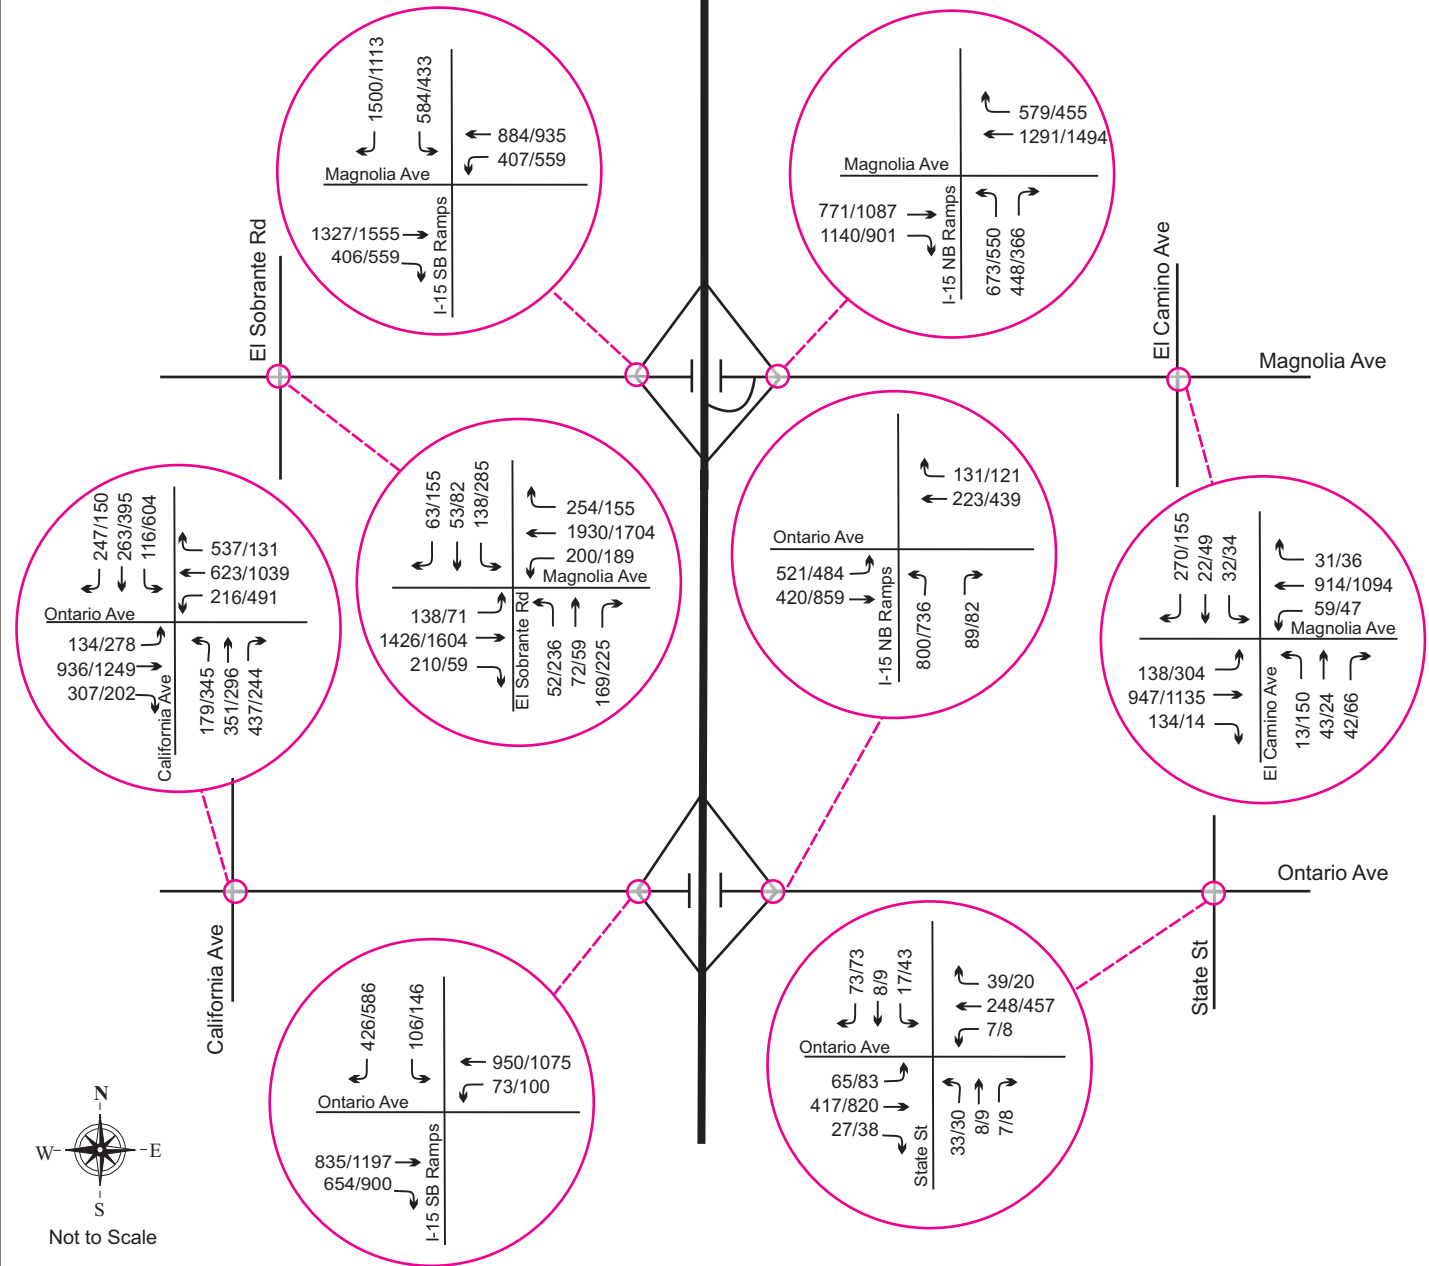 1500/1113
584/433
884/935
407/559
Magnolia Ave
1327/1555
406/559
I-15 SB Ramps
579/455
1291/1494
Magnolia Ave
771/1087
1140/901
I-15 NB Ramps
673/550
448/366
El Sobrante Rd
El Camino Ave
Magnolia Ave
247/150
263/395
116/604
537/131
623/1039
216/491
Ontario Ave
134/278
936/1249
307/202
California Ave
179/345
351/296
437/244
63/155
53/82
138/285
254/155
1930/1704
200/189
Magnolia Ave
138/71
1426/1604
210/59
El Sobrante Rd
52/236
72/59
169/225
131/121
223/439
Ontario Ave
521/484
420/859
I-15 NB Ramps
800/736
89/82
270/155
22/49
32/34
31/36
914/1094
59/47
Magnolia Ave
138/304
947/1135
134/14
El Camino Ave
13/150
43/24
42/66
Ontario Ave
California Ave
State St
426/586
106/146
950/1075
73/100
Ontario Ave
835/1197
654/900
I-15 SB Ramps
73/73
8/9
17/43
39/20
248/457
7/8
Ontario Ave
65/83
417/820
27/38
State St
33/30
8/9
7/8
N
W
E
S
Not to Scale